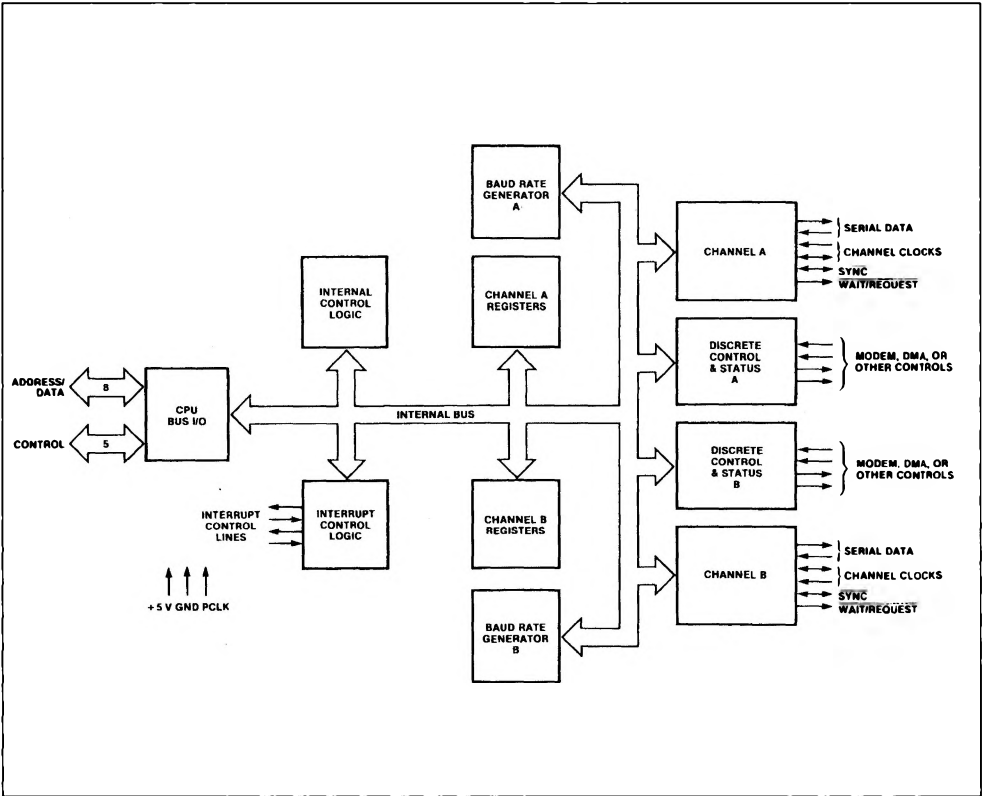 BAUD RATE
GENERATOR
A
CHANNEL A
SERIAL DATA
CHANNEL CLOCKS
SYNC
WAIT/REQUEST
INTERNAL
CONTROL
LOGIC
CHANNEL A
REGISTERS
DISCRETE
CONTROL
& STATUS
A
MODEM, DMA, OR
OTHER CONTROLS
ADDRESS/
DATA
8
CPU
BUS I/O
INTERNAL BUS
CONTROL
5
DISCRETE
CONTROL
& STATUS
B
MODEM, DMA, OR
OTHER CONTROLS
INTERRUPT
CONTROL
LINES
INTERRUPT
CONTROL
LOGIC
CHANNEL B
REGISTERS
CHANNEL B
SERIAL DATA
CHANNEL CLOCKS
SYNC
WAIT/REQUEST
+5 V GND PCLK
BAUD RATE
GENERATOR
B